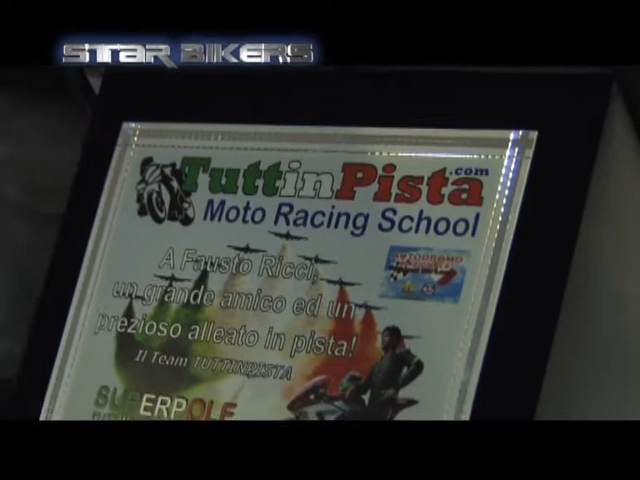 STAR BIKERS
TuttinPista.com
Moto Racing School
AUTODROMO
A Fausto Ricci,
un grande amico ed un
prezioso alleato in pista!
Il Team TUTTINPISTA
SUPERPOLE